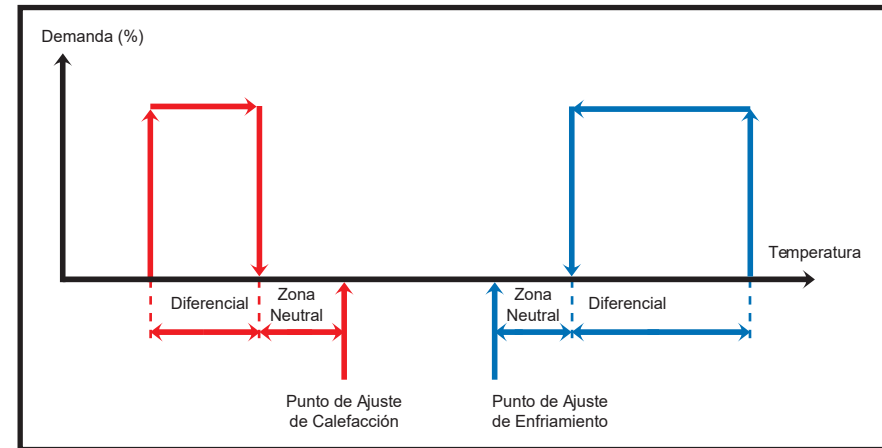 Demanda (%)
Temperatura
Diferencial
Zona
Neutral
Zona
Neutral
Diferencial
Punto de Ajuste
de Calefacción
Punto de Ajuste
de Enfriamiento